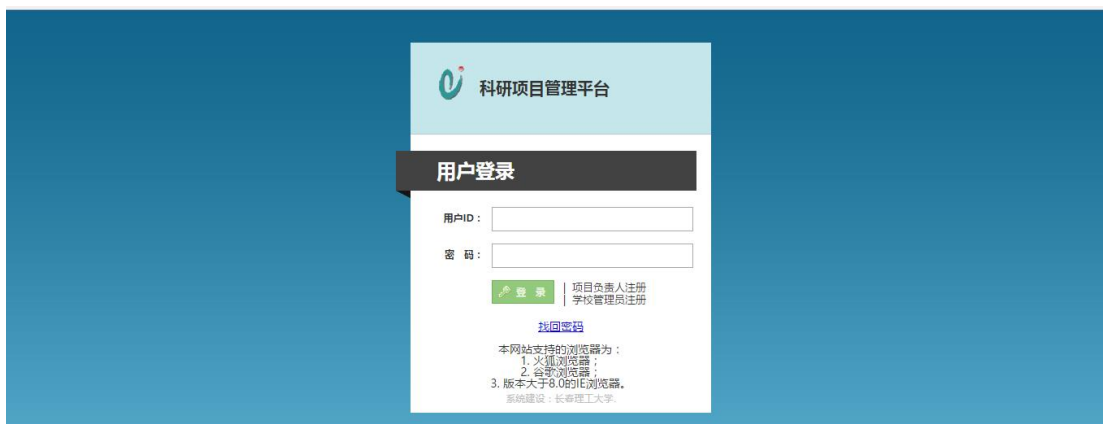 科研项目管理平台
用户登录
用户ID：
密 码：
登 录
项目负责人注册
学校管理员注册
找回密码
本网站支持的浏览器为：
1. 火狐浏览器；
2. 谷歌浏览器；
3. 版本大于8.0的IE浏览器。
系统建设：长春理工大学.